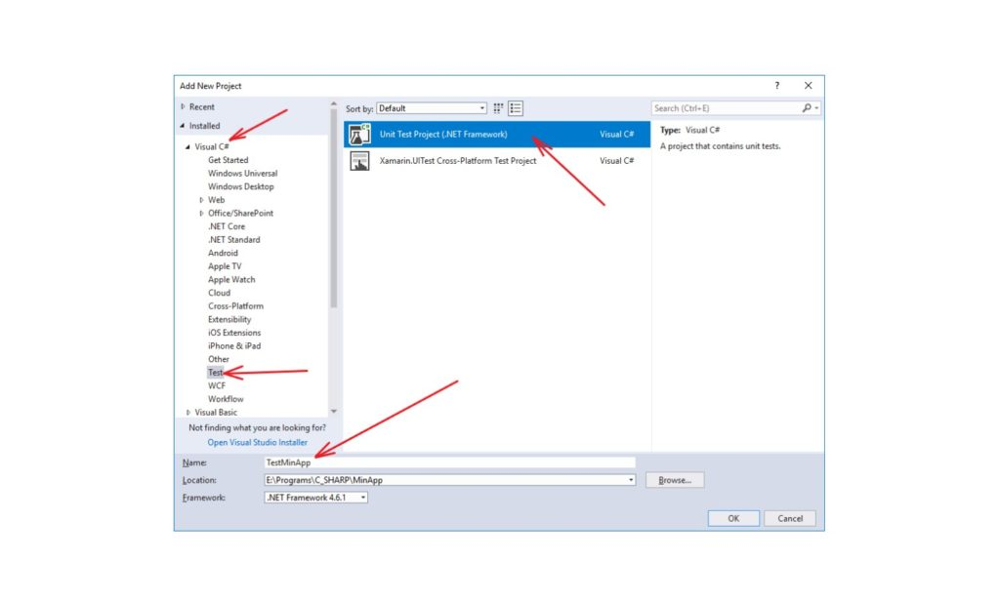 Add New Project
?
Recent
Installed
Visual C#
Get Started
Windows Universal
Windows Desktop
Web
Office/SharePoint
.NET Core
.NET Standard
Android
Apple TV
Apple Watch
Cloud
Cross-Platform
Extensibility
iOS Extensions
iPhone & iPad
Other
Test
WCF
Workflow
Visual Basic
Not finding what you are looking for?
Open Visual Studio Installer
Sort by: Default
Unit Test Project (.NET Framework) Visual C#
Xamarin.UITest Cross-Platform Test Project Visual C#
Search (Ctrl+E)
Type: Visual C#
A project that contains unit tests.
Name: TestMinApp
Location: E:\Programs\C_SHARP\MinApp Browse...
Framework: .NET Framework 4.6.1
OK Cancel